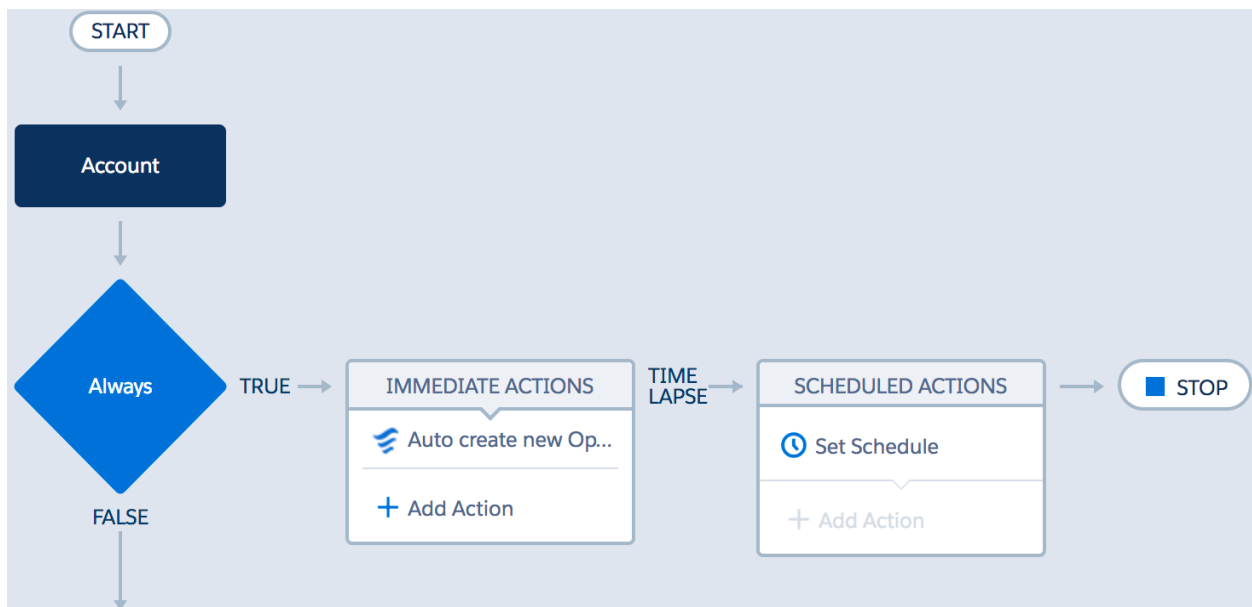 START
Account
Always
TRUE
IMMEDIATE ACTIONS
Auto create new Op...
Add Action
TIME
LAPSE
SCHEDULED ACTIONS
Set Schedule
Add Action
STOP
FALSE